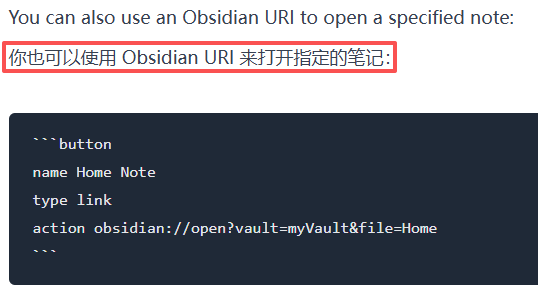 You can also use an Obsidian URI to open a specified note:
你也可以使用 Obsidian URI 来打开指定的笔记：
```button
name Home Note
type link
action obsidian://open?vault=myVault&file=Home
```